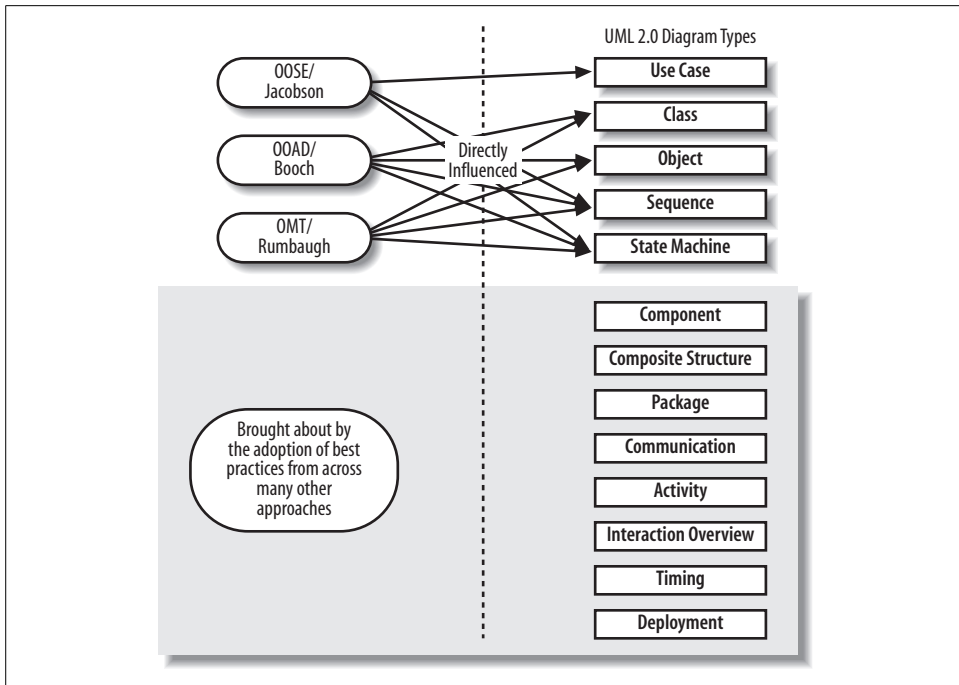 UML 2.0 Diagram Types
OOSE/
Jacobson
Use Case
Class
OOAD/
Booch
Directly
Influenced
Object
Sequence
OMT/
Rumbaugh
State Machine
Component
Composite Structure
Package
Brought about by
the adoption of best
practices from across
many other
approaches
Communication
Activity
Interaction Overview
Timing
Deployment